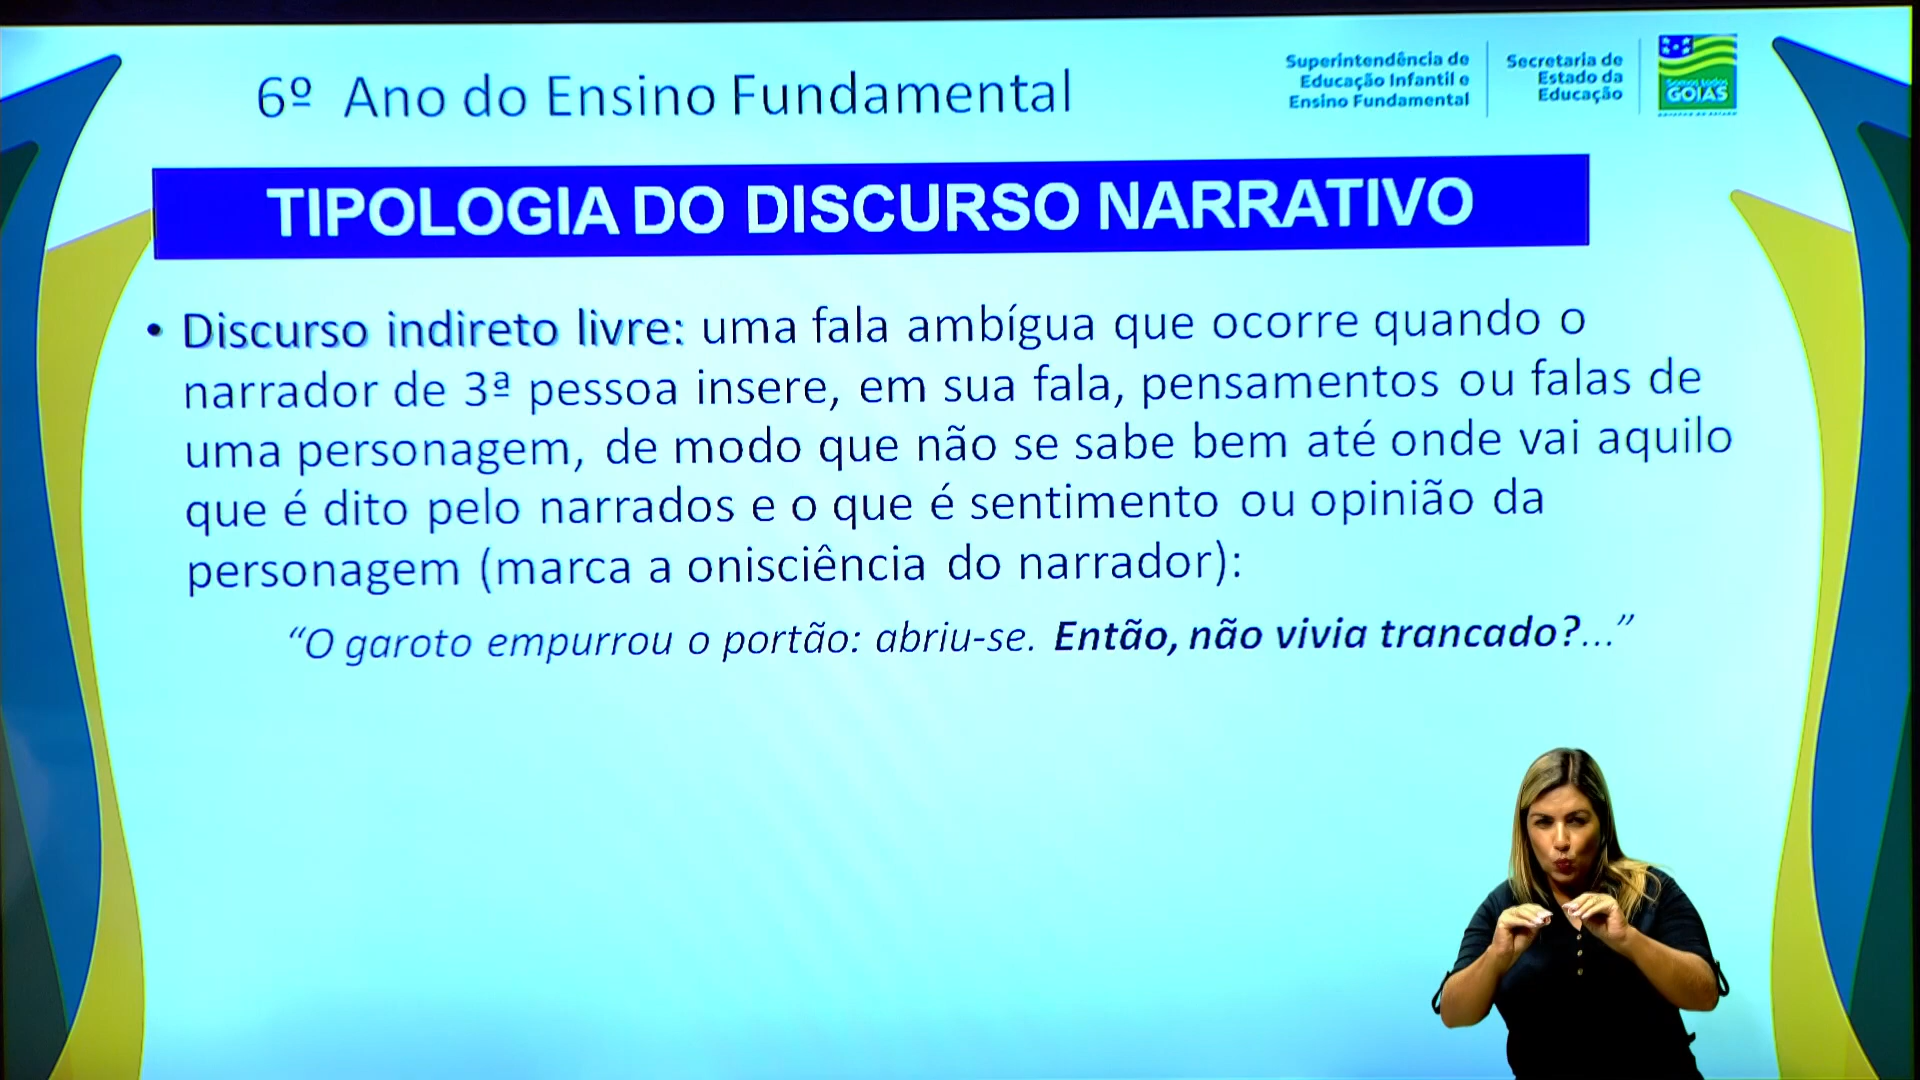 6º Ano do Ensino Fundamental
Superintendência de
Educação Infantil e
Ensino Fundamental
Secretaria de
Estado da
Educação
Somos todos
GOIÁS
TIPOLOGIA DO DISCURSO NARRATIVO
• Discurso indireto livre: uma fala ambígua que ocorre quando o
narrador de 3ª pessoa insere, em sua fala, pensamentos ou falas de
uma personagem, de modo que não se sabe bem até onde vai aquilo
que é dito pelo narrados e o que é sentimento ou opinião da
personagem (marca a onisciência do narrador):
“O garoto empurrou o portão: abriu-se. Então, não vivia trancado?...”